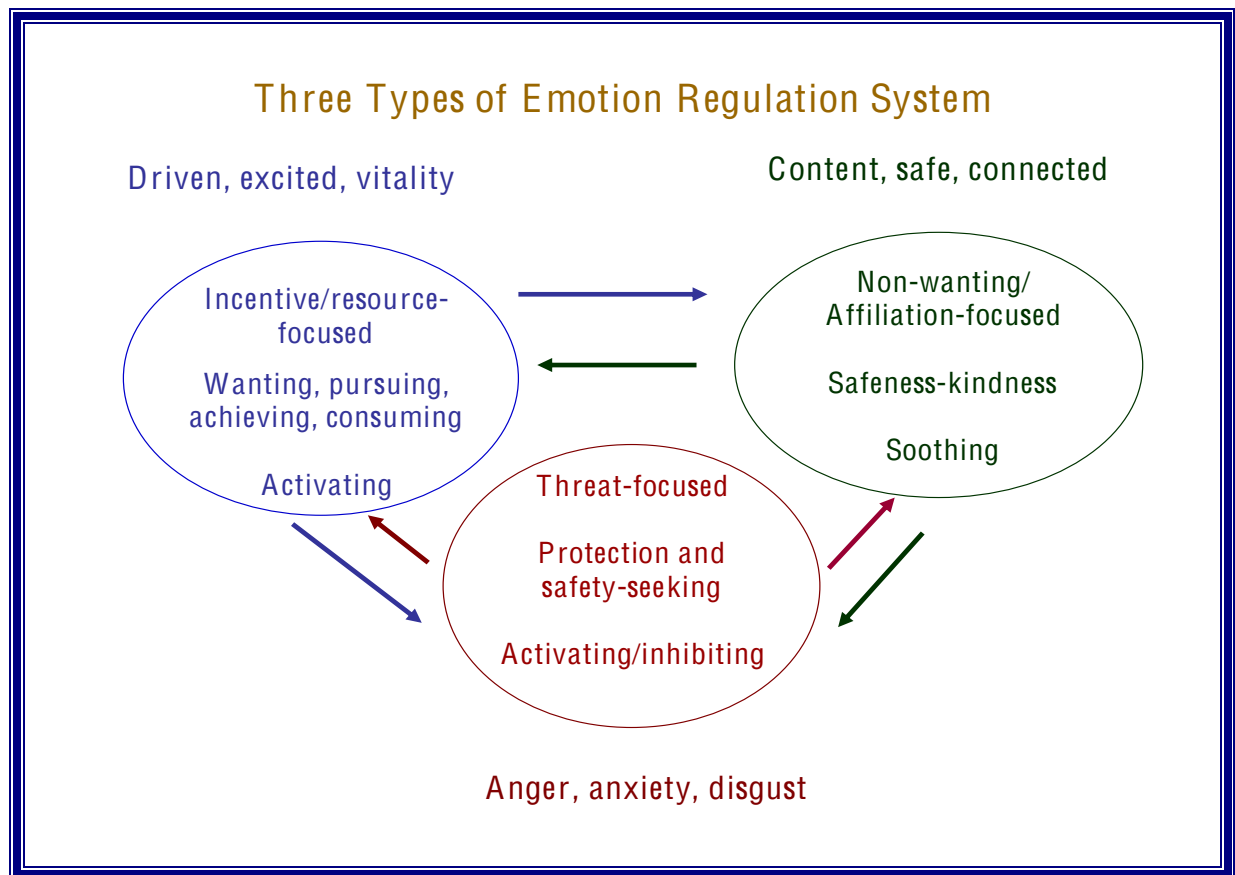 Three Types of Emotion Regulation System
Driven, excited, vitality
Content, safe, connected
Incentive/resource-
focused
Wanting, pursuing,
achieving, consuming
Activating
Non-wanting/
Affiliation-focused
Safeness-kindness
Soothing
Threat-focused
Protection and
safety-seeking
Activating/inhibiting
Anger, anxiety, disgust